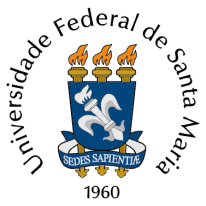 Universidade Federal de Santa Maria
SEDES SAPIENTIÆ
1960